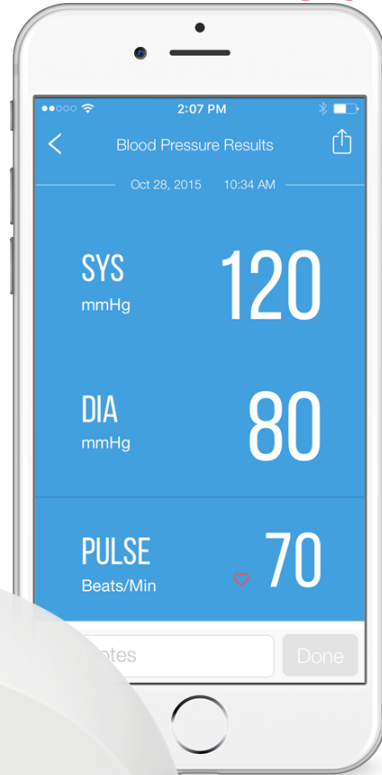 2:07 PM
Blood Pressure Results
Oct 28, 2015 10:34 AM
SYS 120
mmHg
DIA 80
mmHg
PULSE 70
Beats/Min
Done